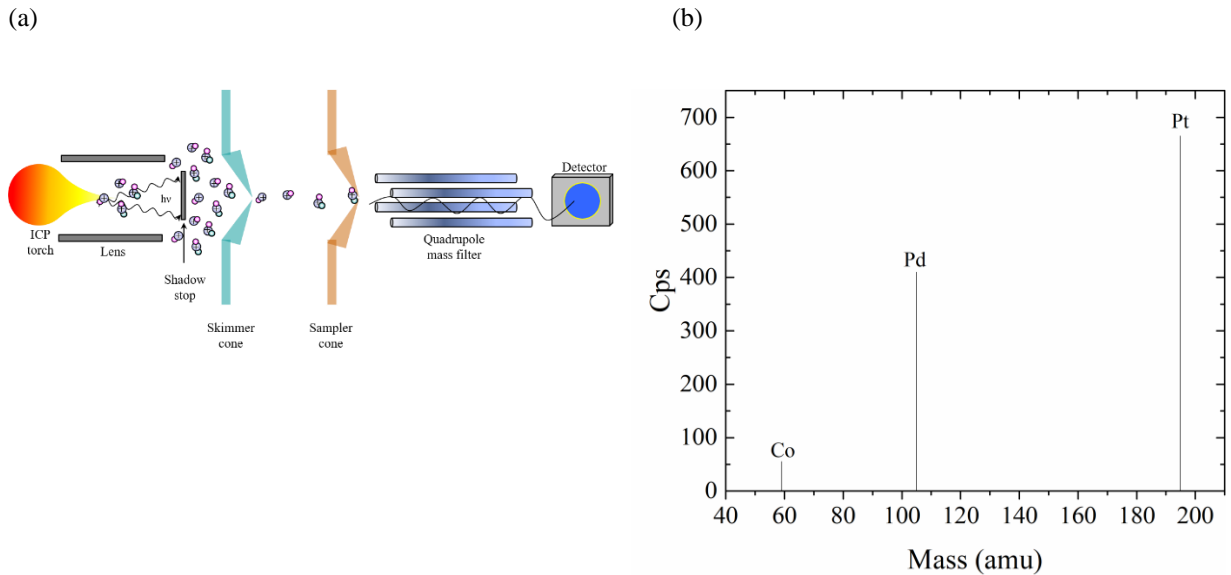 (a)
(b)
ICP
torch
Lens
hν
Shadow
stop
Skimmer
cone
Sampler
cone
Quadrupole
mass filter
Detector
Cps
700
600
500
400
300
200
100
0
Co
Pd
Pt
40 60 80 100 120 140 160 180 200
Mass (amu)